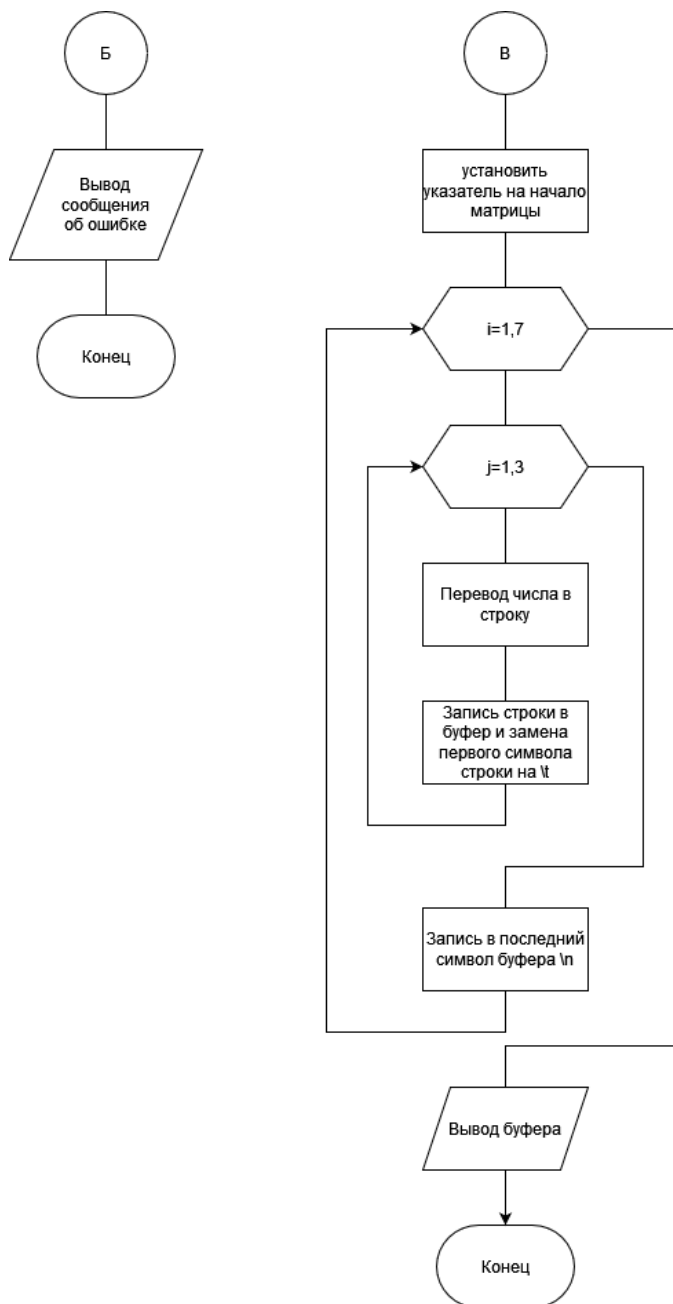 Б
Вывод
сообщения
об ошибке
Конец
В
установить
указатель на начало
матрицы
i=1,7
j=1,3
Перевод числа в
строку
Запись строки в
буфер и замена
первого символа
строки на \t
Запись в последний
символ буфера \n
Вывод буфера
Конец